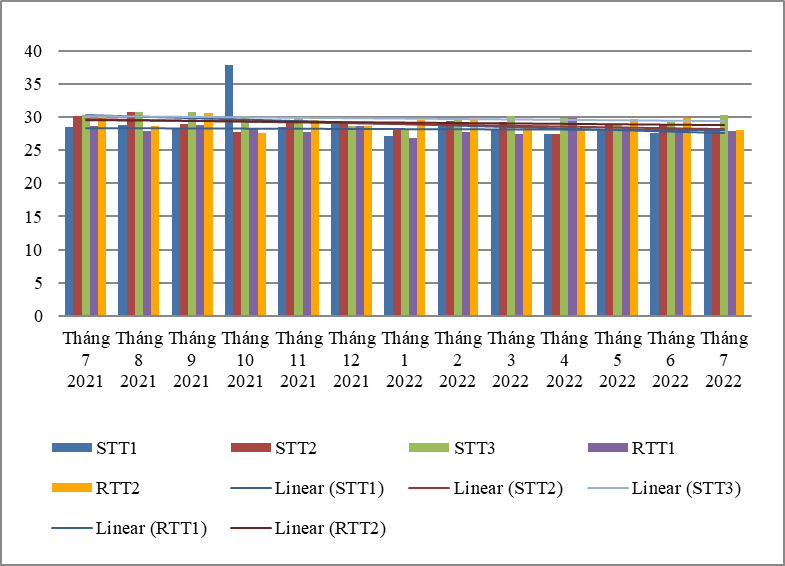 40
35
30
25
20
15
10
5
0
Tháng Tháng Tháng Tháng Tháng Tháng Tháng Tháng Tháng Tháng Tháng Tháng Tháng
7 8 9 10 11 12 1 2 3 4 5 6 7
2021 2021 2021 2021 2021 2021 2022 2022 2022 2022 2022 2022 2022
STT1 STT2 STT3 RTT1
RTT2 Linear (STT1) Linear (STT2) Linear (STT3)
Linear (RTT1) Linear (RTT2)